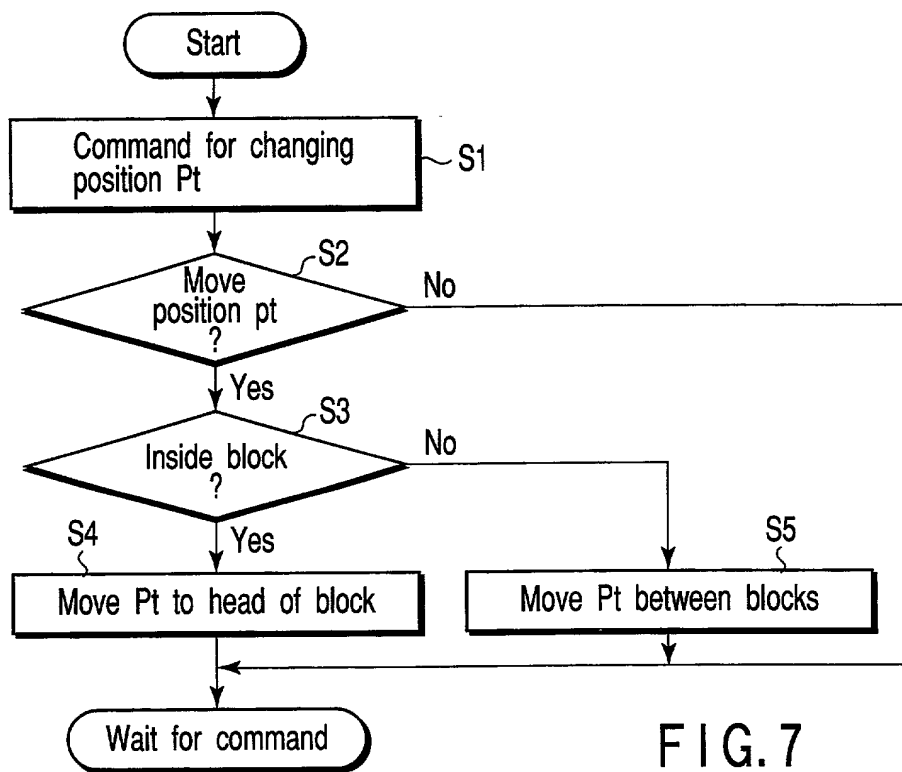 Start
Command for changing
position Pt
S1
S2
Move
position pt
?
No
Yes
S3
Inside block
?
No
Yes
S4
Move Pt to head of block
S5
Move Pt between blocks
Wait for command
FIG. 7